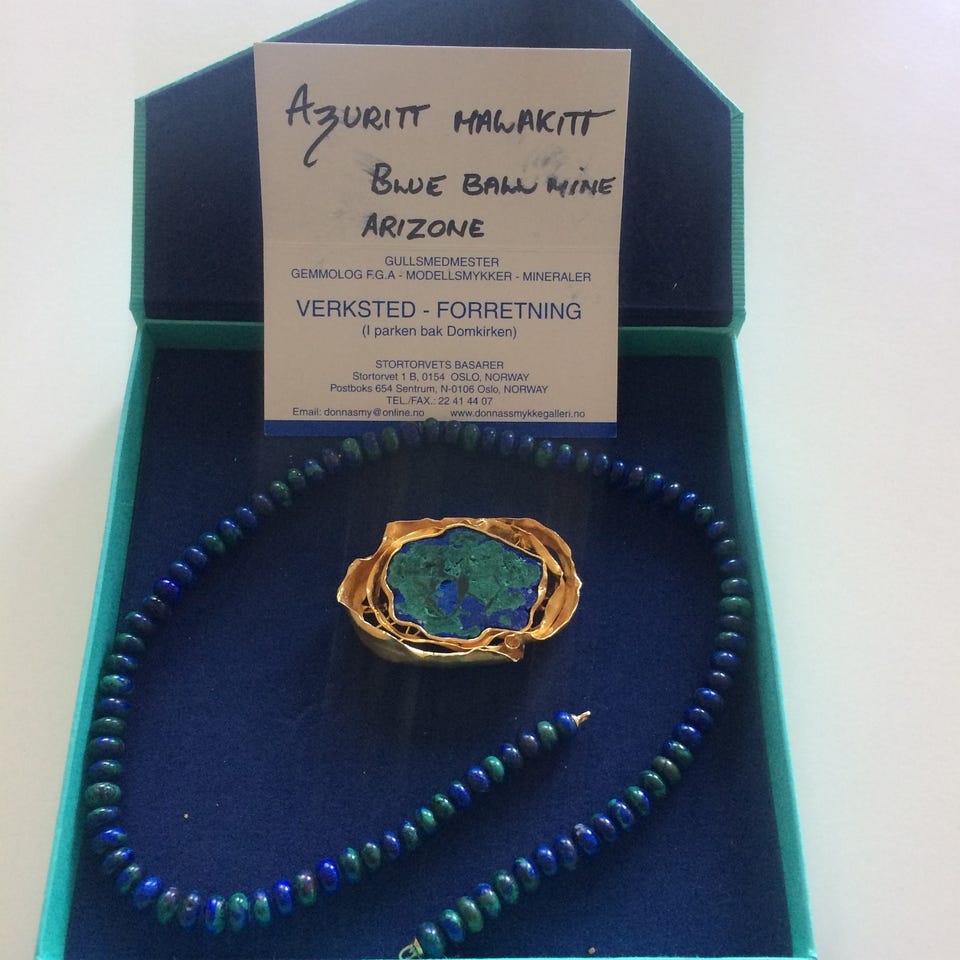 AZURITT MALAKITT
BLUE BALL MINE
ARIZONE
GULLSMEDMESTER
GEMMOLOG F.G.A - MODELLSMYKKER - MINERALER
VERKSTED - FORRETNING
(I parken bak Domkirken)
STORTORVETS BASARER
Stortorvet 1 B, 0154 OSLO, NORWAY
Postboks 654 Sentrum, N-0106 Oslo, NORWAY
TEL./FAX.: 22 41 44 07
Email: donnasmy@online.no www.donnassmykkegalleri.no